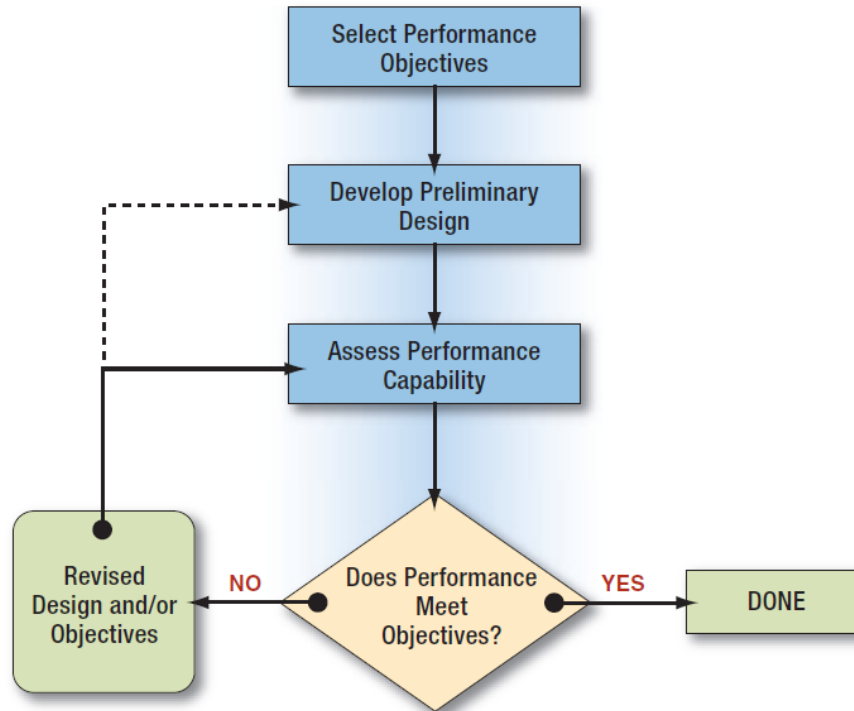 Select Performance
Objectives
Develop Preliminary
Design
Assess Performance
Capability
Does Performance
Meet
Objectives?
NO
YES
Revised
Design and/or
Objectives
DONE